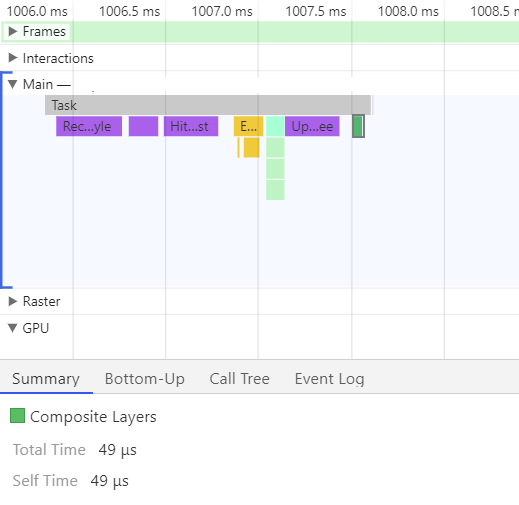 1006.0 ms 1006.5 ms 1007.0 ms 1007.5 ms 1008.0 ms 1008.5 m
Frames
Interactions
Main —
Task
Rec...yle Hit...st E... Up...ee
Raster
GPU
Summary Bottom-Up Call Tree Event Log
Composite Layers
Total Time 49 μs
Self Time 49 μs